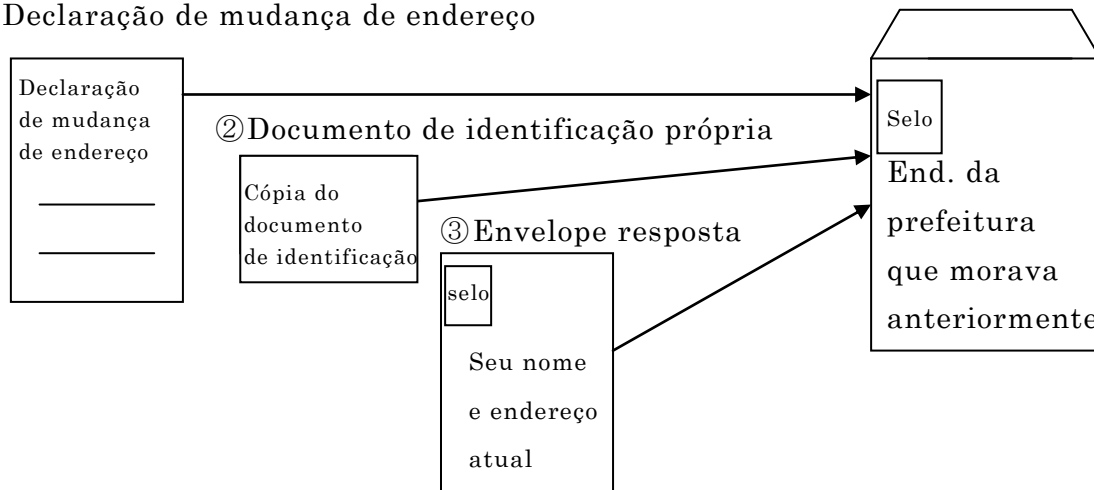 Declaração de mudança de endereço
Declaração
de mudança
de endereço
②Documento de identificação própria
Cópia do
documento
de identificação
③Envelope resposta
selo
Seu nome
e endereço
atual
Selo
End. da
prefeitura
que morava
anteriormente